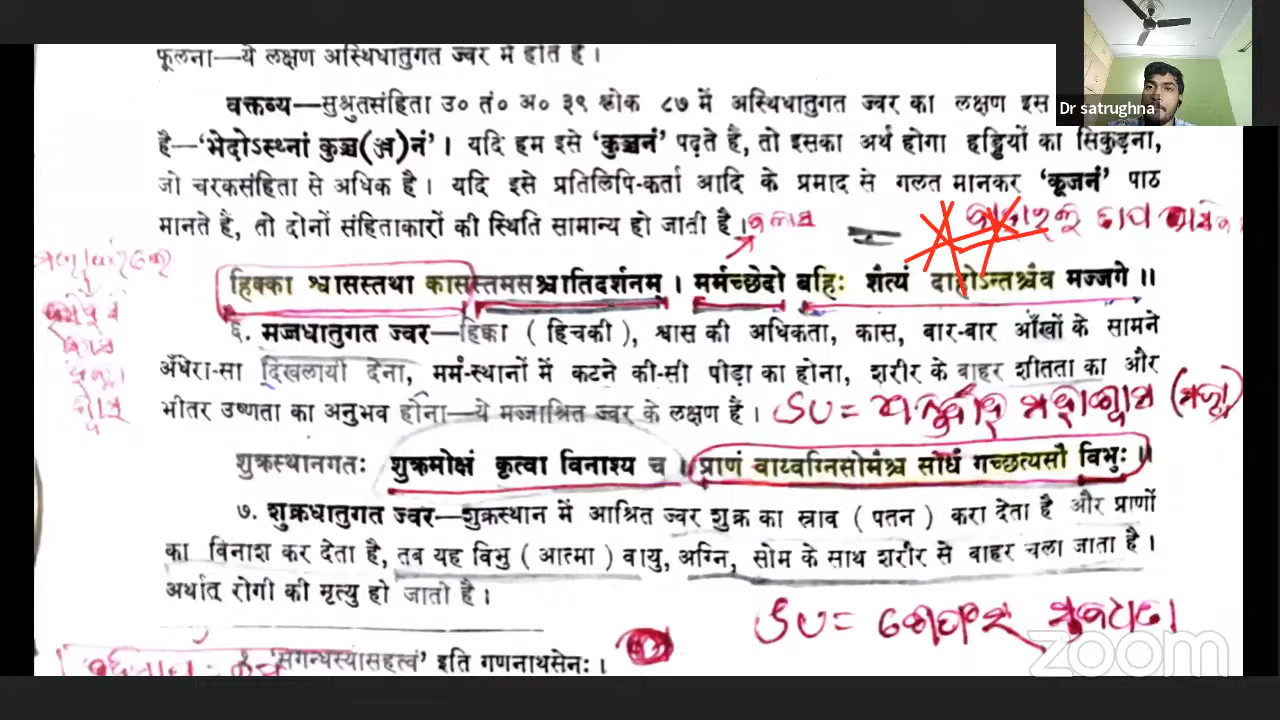 फूलना—ये लक्षण अस्थिधातुगत ज्वर में होते हैं।
Dr satrughna
वक्तव्य—सुश्रुतसंहिता उ० तं० अ० ३९ श्लोक ८७ में अस्थिधातुगत ज्वर का लक्षण इस
है—'भेदोऽस्थ्नां कुञ्च(ञ्ज)नं'। यदि हम इसे 'कुञ्चनं' पढ़ते हैं, तो इसका अर्थ होगा हड्डियों का सिकुड़ना,
जो चरकसंहिता से अधिक है। यदि इसे प्रतिलिपि-कर्ता आदि के प्रमाद से गलत मानकर 'कूजनं' पाठ
मानते हैं, तो दोनों संहिताकारों की स्थिति सामान्य हो जाती है।
हिक्का श्वासस्तथा कासस्तमसश्चातिदर्शनम्। मर्मच्छेदो बहिः शैत्यं दाहोऽन्तश्चैव मज्जगे॥
६. मज्जधातुगत ज्वर—हिक्का (हिचकी), श्वास की अधिकता, कास, बार-बार आँखों के सामने
अँधेरा-सा दिखलायी देना, मर्म-स्थानों में कटने की-सी पीड़ा का होना, शरीर के बाहर शीतता का और
भीतर उष्णता का अनुभव होना—ये मज्जाश्रित ज्वर के लक्षण हैं।
SU =
शुक्रस्थानगतः शुक्रमोक्षं कृत्वा विनाश्य च। प्राणं वाय्वग्निसोमैश्च सार्धं गच्छत्यसौ विभुः॥
७. शुक्रधातुगत ज्वर—शुक्रस्थान में आश्रित ज्वर शुक्र का स्राव (पतन) करा देता है और प्राणों
का विनाश कर देता है, तब यह विभु (आत्मा) वायु, अग्नि, सोम के साथ शरीर से बाहर चला जाता है।
अर्थात् रोगी की मृत्यु हो जाती है।
SU =
१. 'सगन्धस्यासहत्वं' इति गणनाथसेनः।
zoom